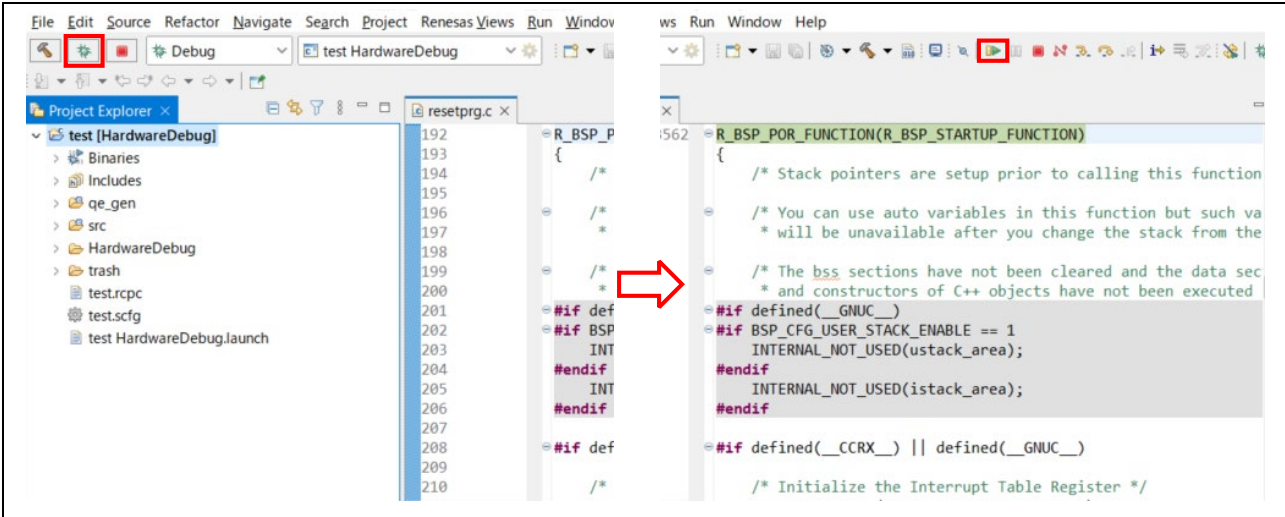 File Edit Source Refactor Navigate Search Project Renesas Views Run Window
Debug test HardwareDebug
Project Explorer
test [HardwareDebug]
Binaries
Includes
qe_gen
src
HardwareDebug
trash
test.rcpc
test.scfg
test HardwareDebug.launch
resetprg.c
192 R_BSP_P
193 {
194 /*
195
196 /*
197 *
198
199 /*
200 *
201 #if def
202 #if BSP
203 INT
204 #endif
205 INT
206 #endif
207
208 #if def
209
210 /*
ws Run Window Help
3562 R_BSP_POR_FUNCTION(R_BSP_STARTUP_FUNCTION)
{
/* Stack pointers are setup prior to calling this function
/* You can use auto variables in this function but such va
* will be unavailable after you change the stack from the
/* The bss sections have not been cleared and the data sec
* and constructors of C++ objects have not been executed
#if defined(__GNUC__)
#if BSP_CFG_USER_STACK_ENABLE == 1
INTERNAL_NOT_USED(ustack_area);
#endif
INTERNAL_NOT_USED(istack_area);
#endif
#if defined(__CCRX__) || defined(__GNUC__)
/* Initialize the Interrupt Table Register */